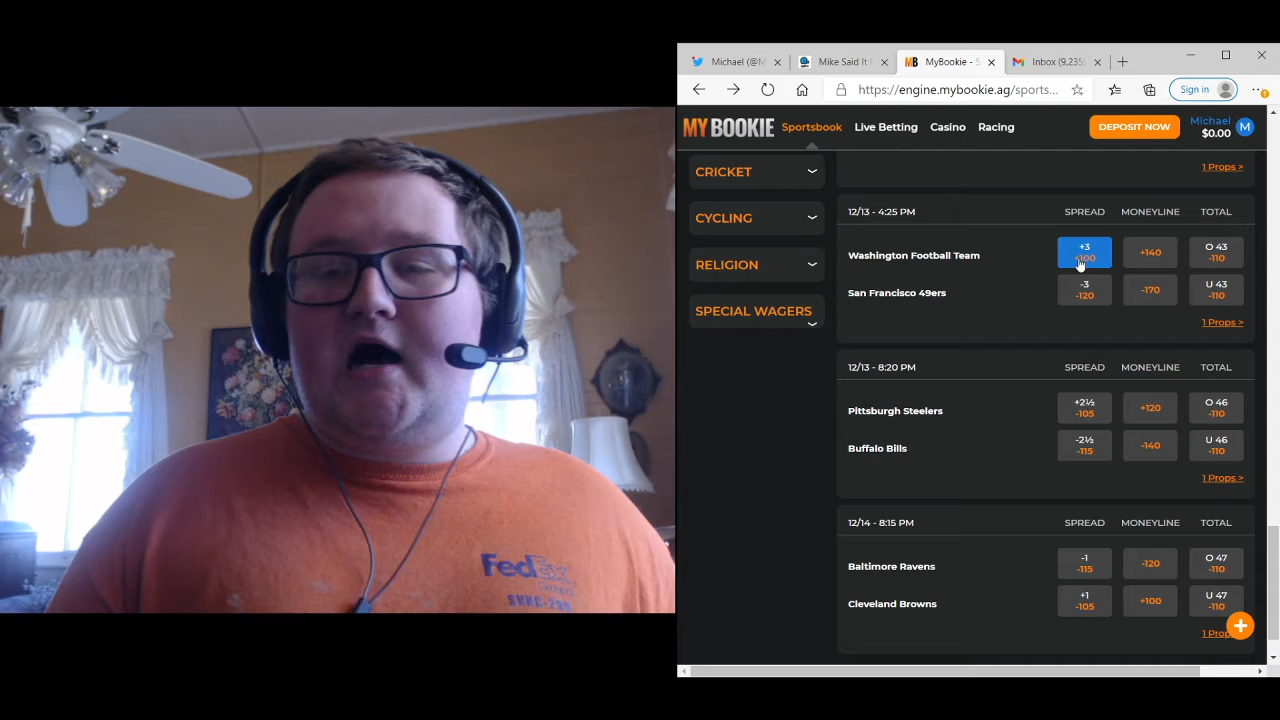 Michael (@M
Mike Said It F
MB MyBookie - S
Inbox (9,235)
https://engine.mybookie.ag/sports...
Sign in
MYBOOKIE
Sportsbook
Live Betting
Casino
Racing
DEPOSIT NOW
Michael
$0.00
M
CRICKET
CYCLING
RELIGION
SPECIAL WAGERS
1 Props >
12/13 - 4:25 PM SPREAD MONEYLINE TOTAL
Washington Football Team
+3
+100
+140
O 43
-110
San Francisco 49ers
-3
-120
-170
U 43
-110
1 Props >
12/13 - 8:20 PM SPREAD MONEYLINE TOTAL
Pittsburgh Steelers
+2½
-105
+120
O 46
-110
Buffalo Bills
-2½
-115
-140
U 46
-110
1 Props >
12/14 - 8:15 PM SPREAD MONEYLINE TOTAL
Baltimore Ravens
-1
-115
-120
O 47
-110
Cleveland Browns
+1
-105
+100
U 47
-110
1 Prop
FedEx
Ground